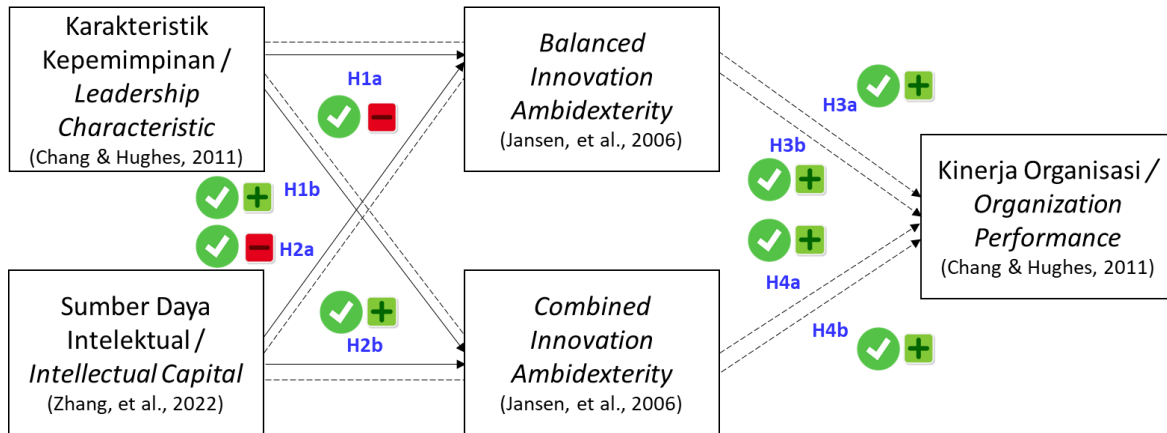 Karakteristik
Kepemimpinan /
Leadership
Characteristic
(Chang & Hughes, 2011)
H1a
Balanced
Innovation
Ambidexterity
(Jansen, et al., 2006)
H3a
H3b
H1b
H2a
Kinerja Organisasi /
Organization
Performance
(Chang & Hughes, 2011)
Sumber Daya
Intelektual /
Intellectual Capital
(Zhang, et al., 2022)
H2b
Combined
Innovation
Ambidexterity
(Jansen, et al., 2006)
H4a
H4b